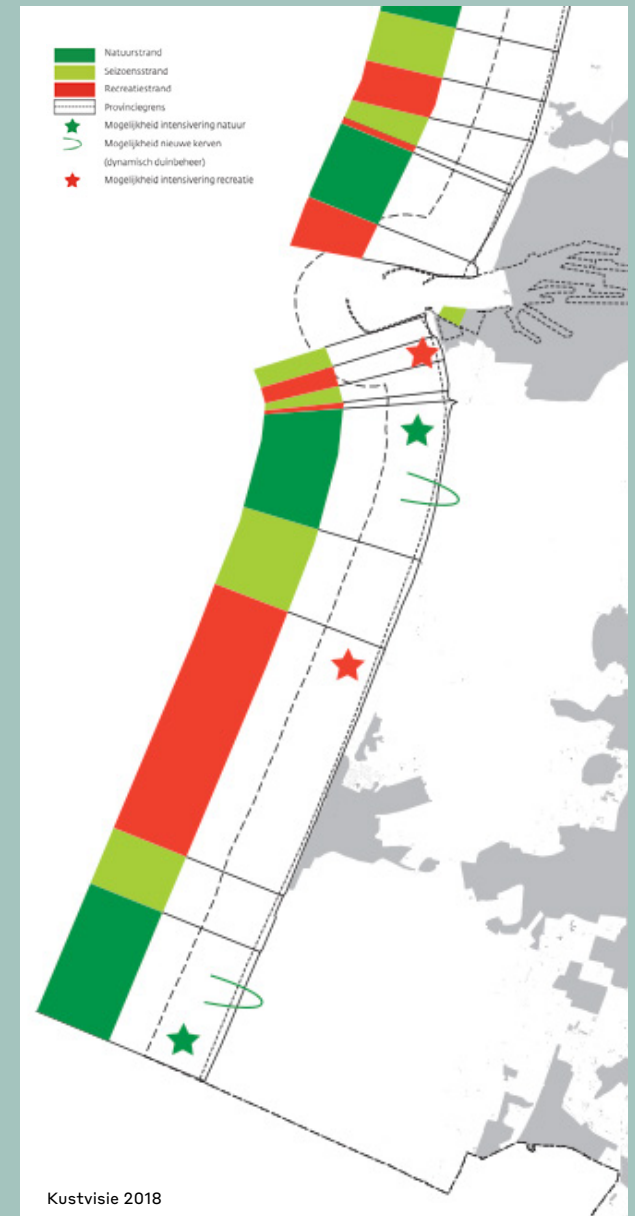 Natuurstrand
Seizoensstrand
Recreatiestrand
Provinciegrens
Mogelijkheid intensivering natuur
Mogelijkheid nieuwe kerven
(dynamisch duinbeheer)
Mogelijkheid intensivering recreatie
Kustvisie 2018